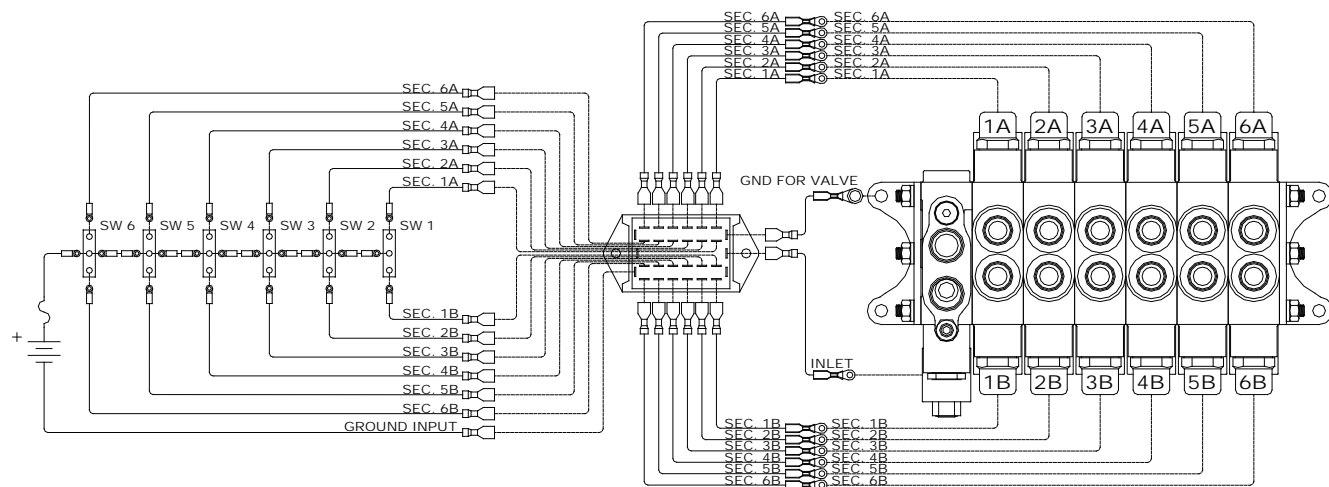 SEC. 6A SEC. 6A
SEC. 5A SEC. 5A
SEC. 4A SEC. 4A
SEC. 3A SEC. 3A
SEC. 2A SEC. 2A
SEC. 1A SEC. 1A
SEC. 6A
SEC. 5A
SEC. 4A
SEC. 3A
SEC. 2A
SEC. 1A
1A 2A 3A 4A 5A 6A
GND FOR VALVE
SW 6 SW 5 SW 4 SW 3 SW 2 SW 1
+
SEC. 1B
SEC. 2B
SEC. 3B
SEC. 4B
SEC. 5B
SEC. 6B
GROUND INPUT
INLET
1B 2B 3B 4B 5B 6B
SEC. 1B SEC. 1B
SEC. 2B SEC. 2B
SEC. 3B SEC. 3B
SEC. 4B SEC. 4B
SEC. 5B SEC. 5B
SEC. 6B SEC. 6B